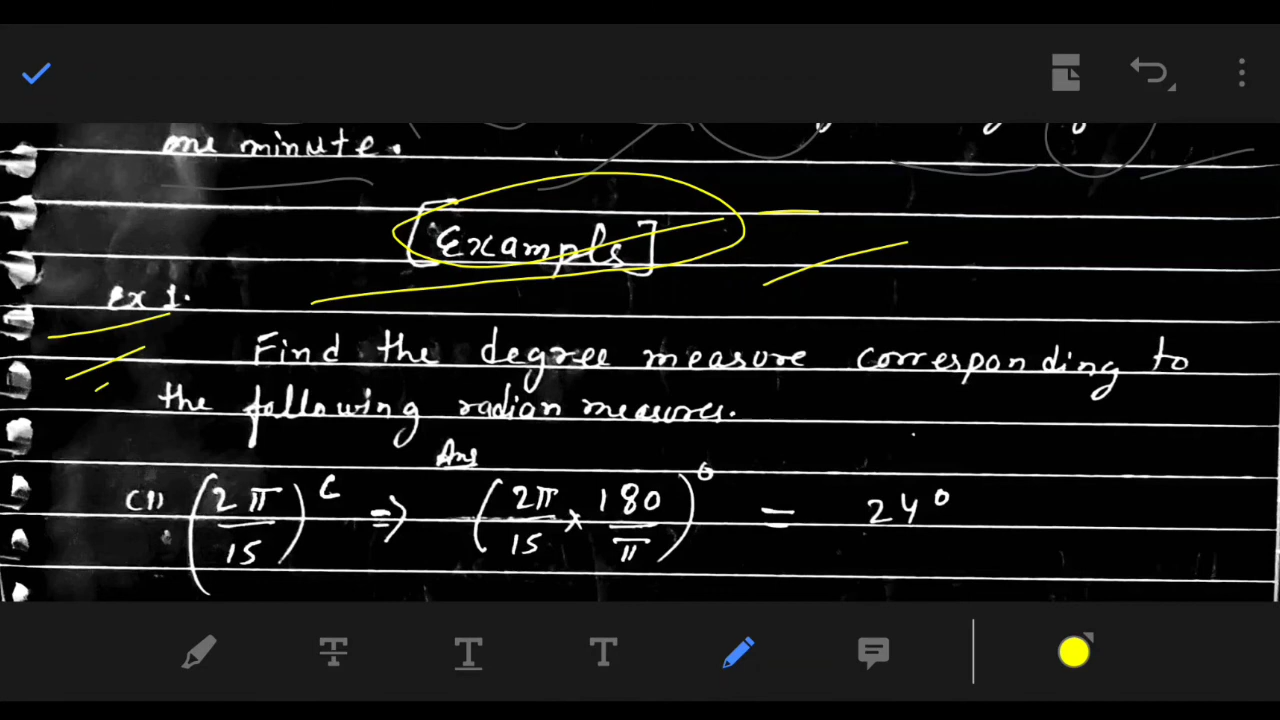 one minute.
[Exampls]
Ex 1.
Find the degree measure corresponding to
the following radian measures.
Ans
(1) (2π/15)^c ⇒ (2π/15 × 180/π)° = 24°